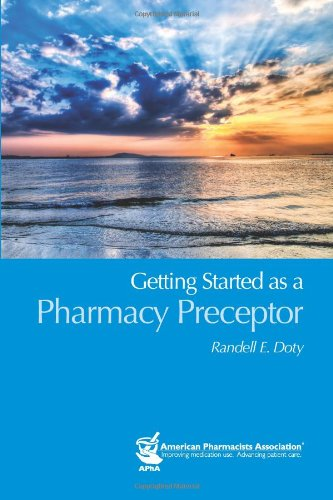 Getting Started as a
Pharmacy Preceptor
Randell E. Doty
American Pharmacists Association®
Improving medication use. Advancing patient care.
APhA